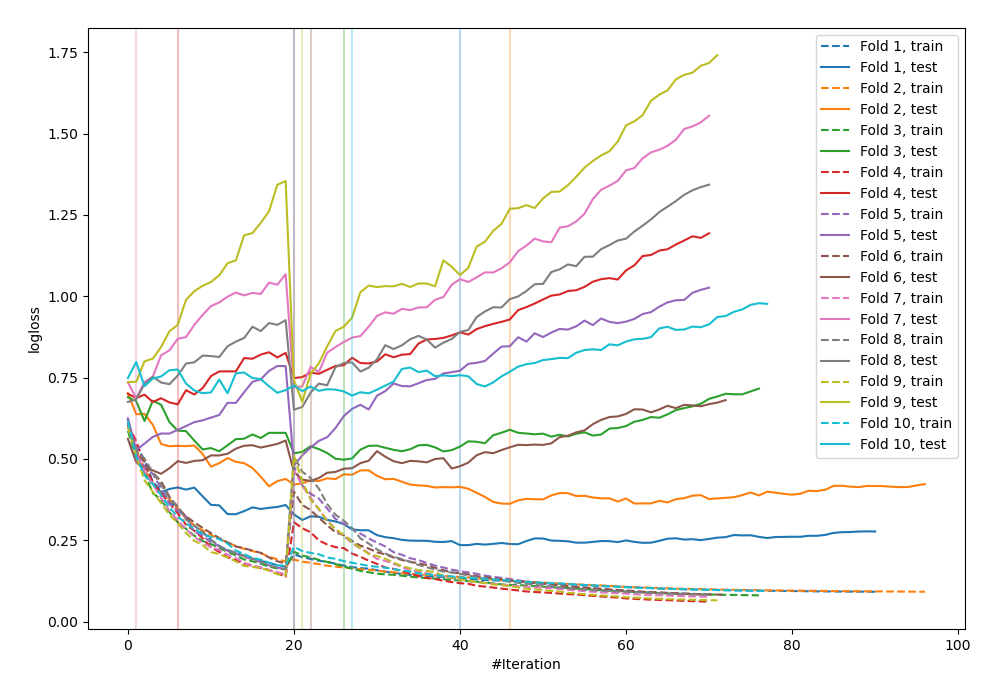 1.75
1.50
1.25
1.00
0.75
0.50
0.25
0.00
logloss
0
20
40
60
80
100
#Iteration
Fold 1, train
Fold 1, test
Fold 2, train
Fold 2, test
Fold 3, train
Fold 3, test
Fold 4, train
Fold 4, test
Fold 5, train
Fold 5, test
Fold 6, train
Fold 6, test
Fold 7, train
Fold 7, test
Fold 8, train
Fold 8, test
Fold 9, train
Fold 9, test
Fold 10, train
Fold 10, test